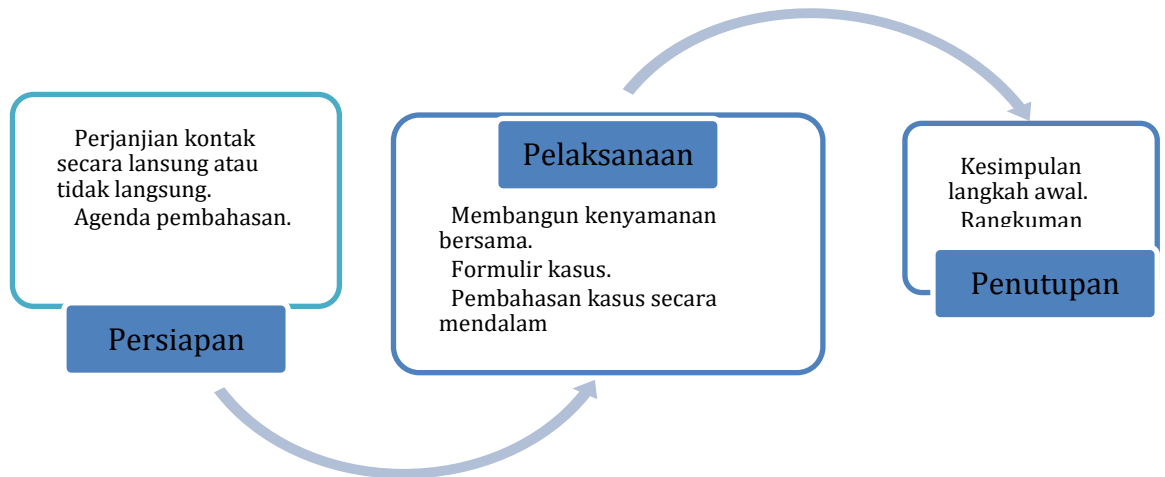 Perjanjian kontak
secara lansung atau
tidak langsung.
Agenda pembahasan.
Persiapan
Pelaksanaan
Membangun kenyamanan
bersama.
Formulir kasus.
Pembahasan kasus secara
mendalam
Kesimpulan
langkah awal.
Rangkuman
Penutupan